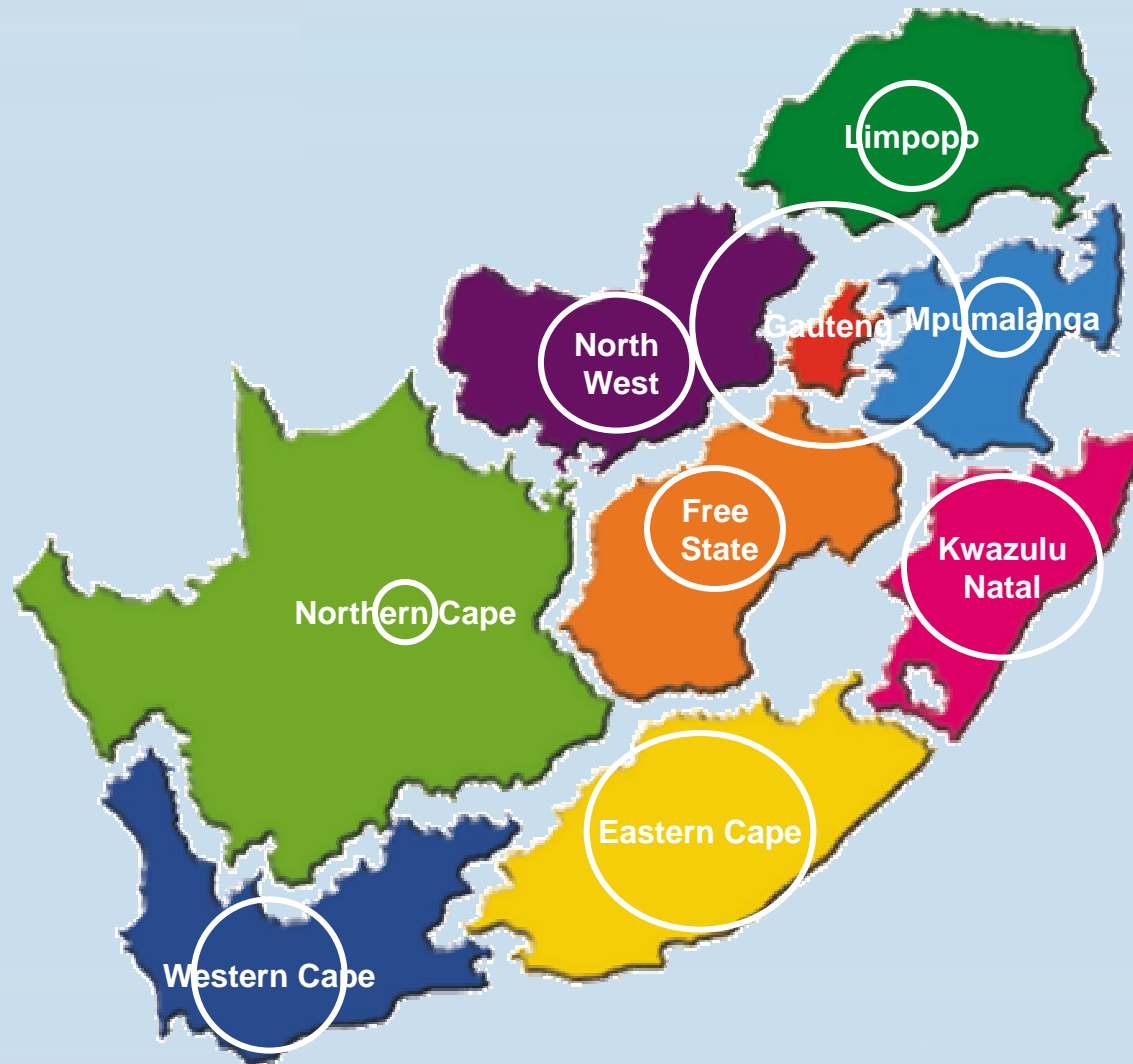 Limpopo
Gauteng
Mpumalanga
North
West
Free
State
Kwazulu
Natal
Northern Cape
Eastern Cape
Western Cape